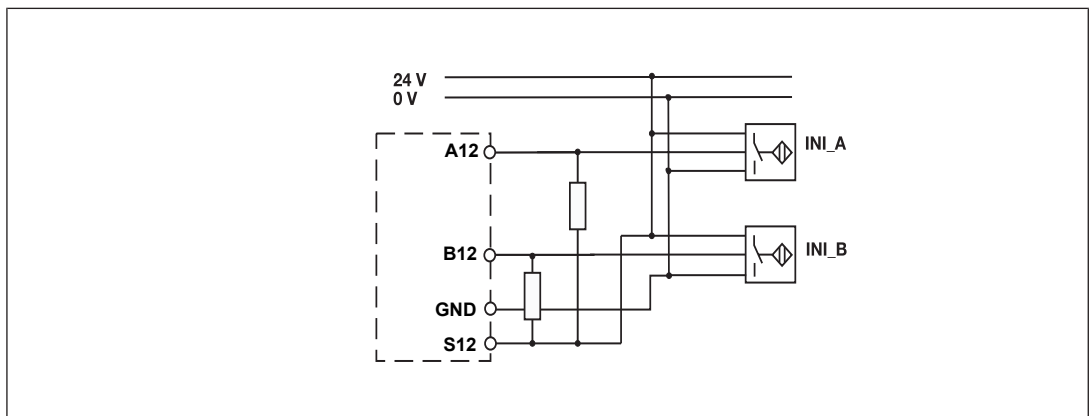 24 V
0 V
A12
INI_A
B12
INI_B
GND
S12